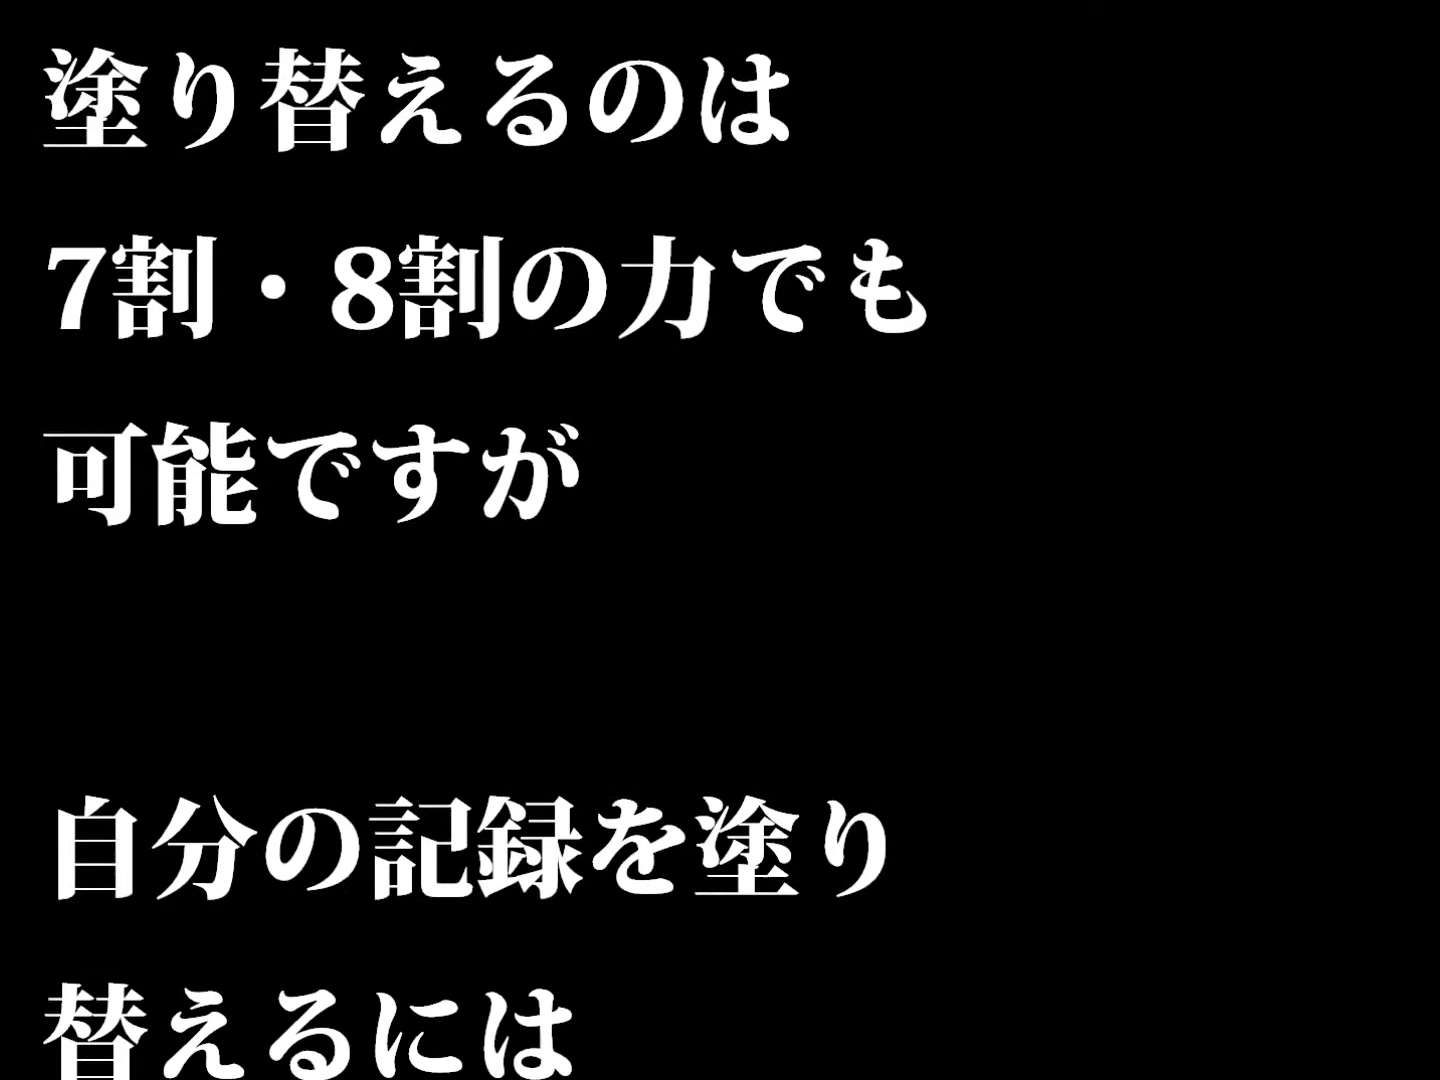 塗り替えるのは
7割・8割の力でも
可能ですが
自分の記録を塗り
替えるには